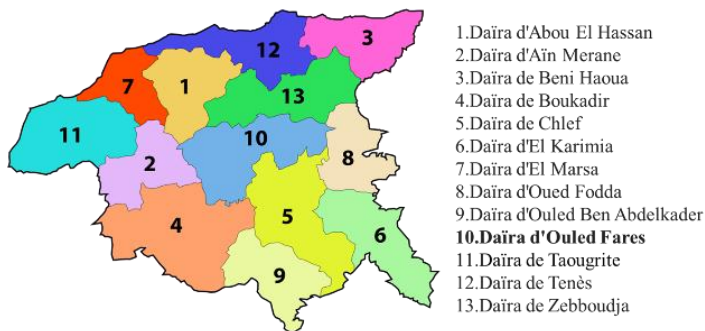 12
3
7
1
13
11
10
2
8
4
5
6
9
1.Daïra d'Abou El Hassan
2.Daïra d'Aïn Merane
3.Daïra de Beni Haoua
4.Daïra de Boukadir
5.Daïra de Chlef
6.Daïra d'El Karimia
7.Daïra d'El Marsa
8.Daïra d'Oued Fodda
9.Daïra d'Ouled Ben Abdelkader
10.Daïra d'Ouled Fares
11.Daïra de Taougrite
12.Daïra de Tenès
13.Daïra de Zebboudja